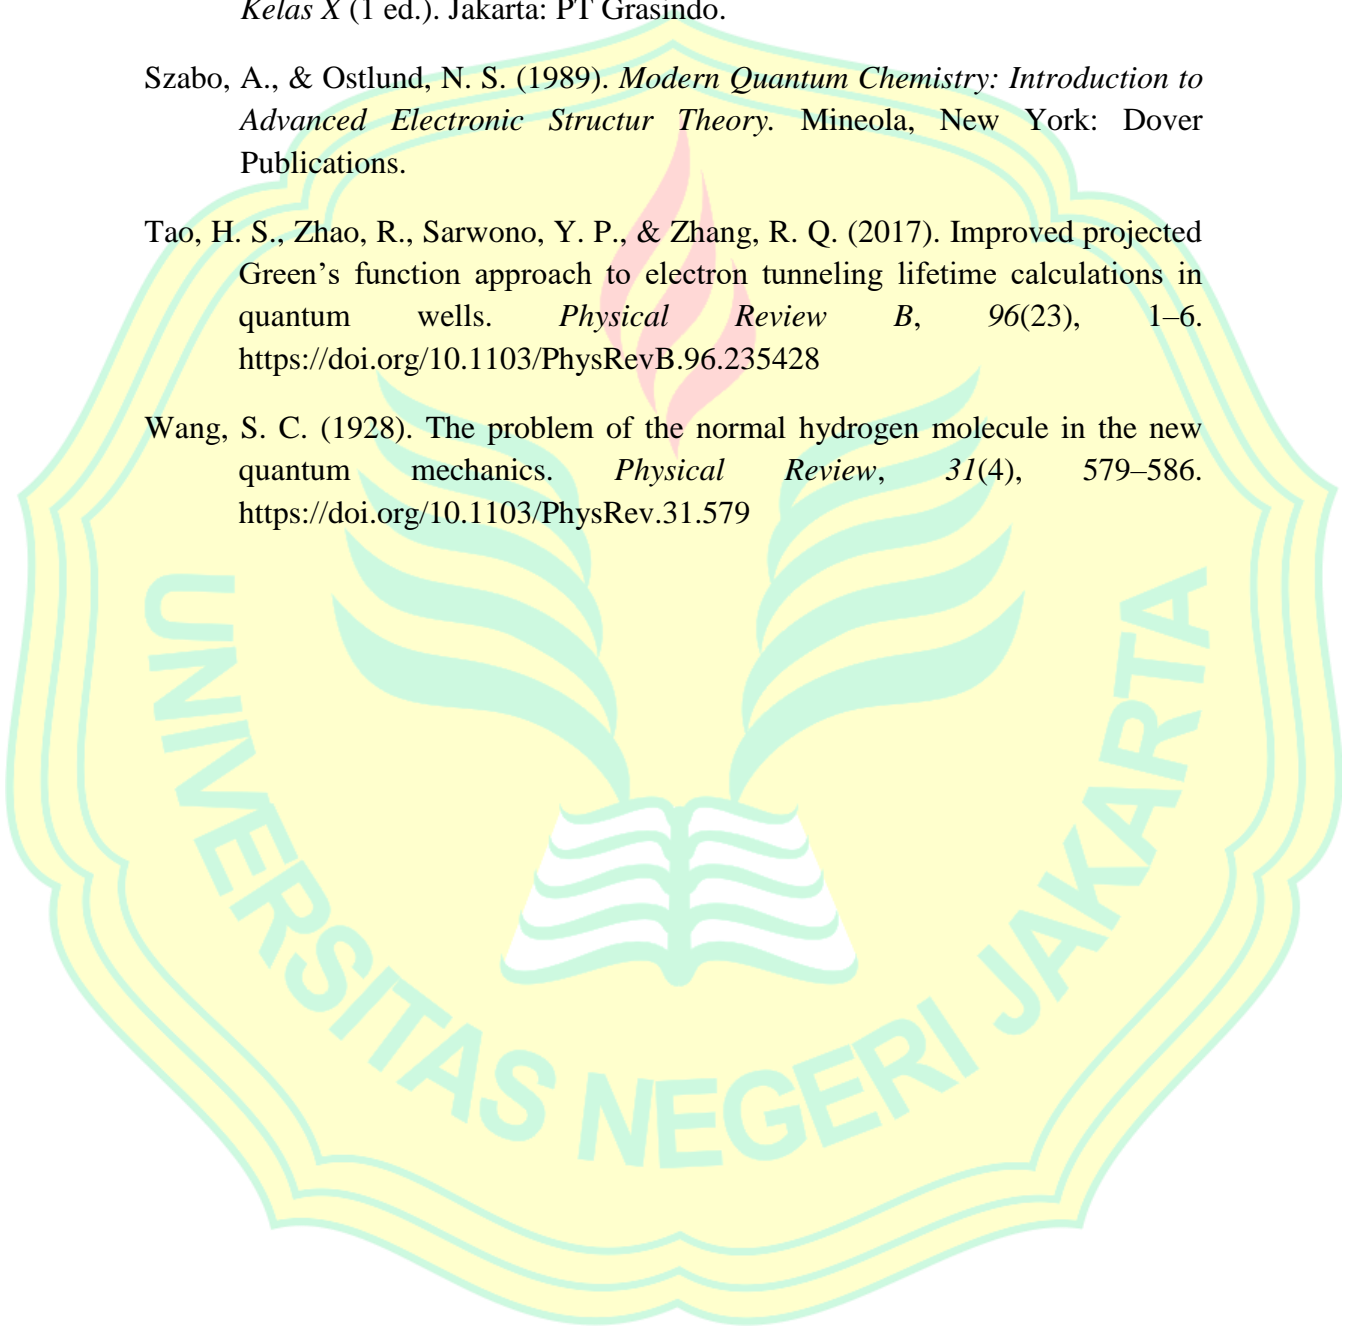 Kelas X (1 ed.). Jakarta: PT Grasindo.
Szabo, A., & Ostlund, N. S. (1989). Modern Quantum Chemistry: Introduction to
Advanced Electronic Structur Theory. Mineola, New York: Dover
Publications.
Tao, H. S., Zhao, R., Sarwono, Y. P., & Zhang, R. Q. (2017). Improved projected
Green’s function approach to electron tunneling lifetime calculations in
quantum wells. Physical Review B, 96(23), 1–6.
https://doi.org/10.1103/PhysRevB.96.235428
Wang, S. C. (1928). The problem of the normal hydrogen molecule in the new
quantum mechanics. Physical Review, 31(4), 579–586.
https://doi.org/10.1103/PhysRev.31.579
UNIVERSITAS NEGERI JAKARTA